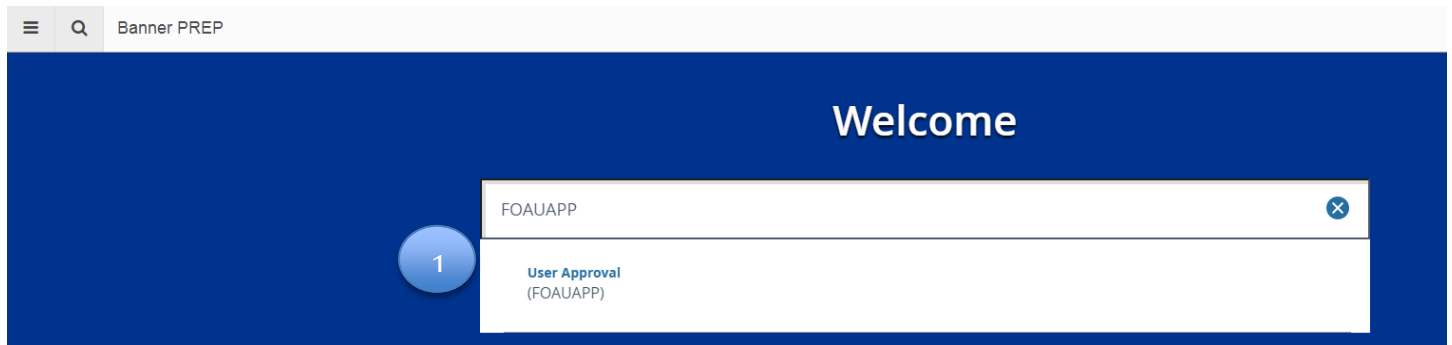 Banner PREP
Welcome
FOAUAPP
1
User Approval
(FOAUAPP)